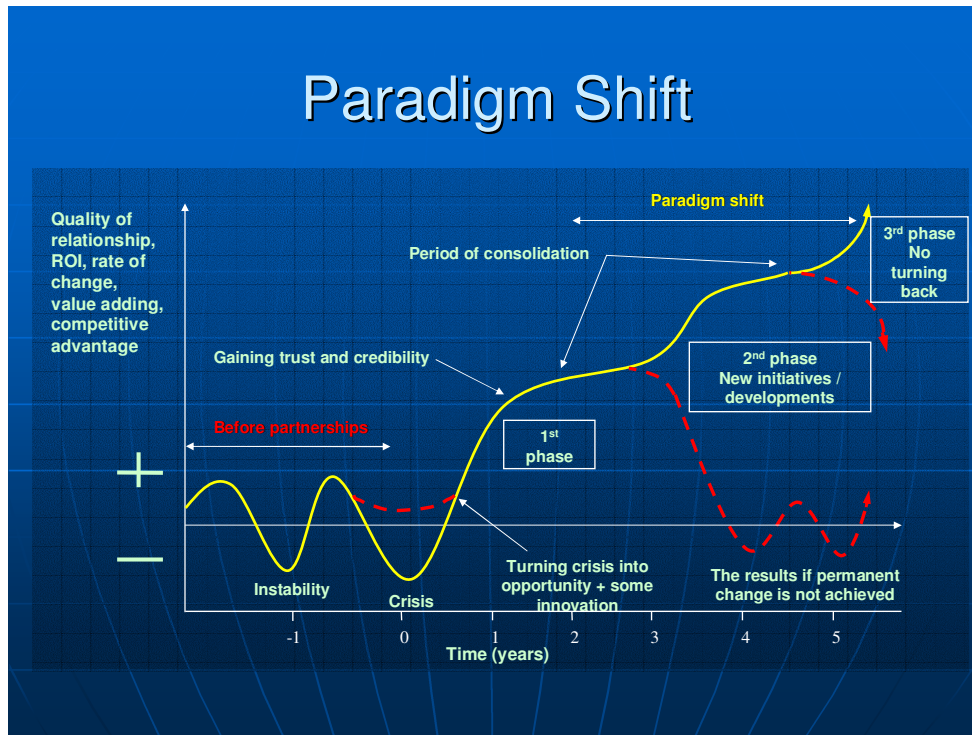 Paradigm Shift
Quality of
relationship,
ROI, rate of
change,
value adding,
competitive
advantage
Paradigm shift
Period of consolidation
3rd phase
No
turning
back
Gaining trust and credibility
2nd phase
New initiatives /
developments
Before partnerships
1st
phase
+
–
Instability
Crisis
Turning crisis into
opportunity + some
innovation
The results if permanent
change is not achieved
-1 0 1 2 3 4 5
Time (years)